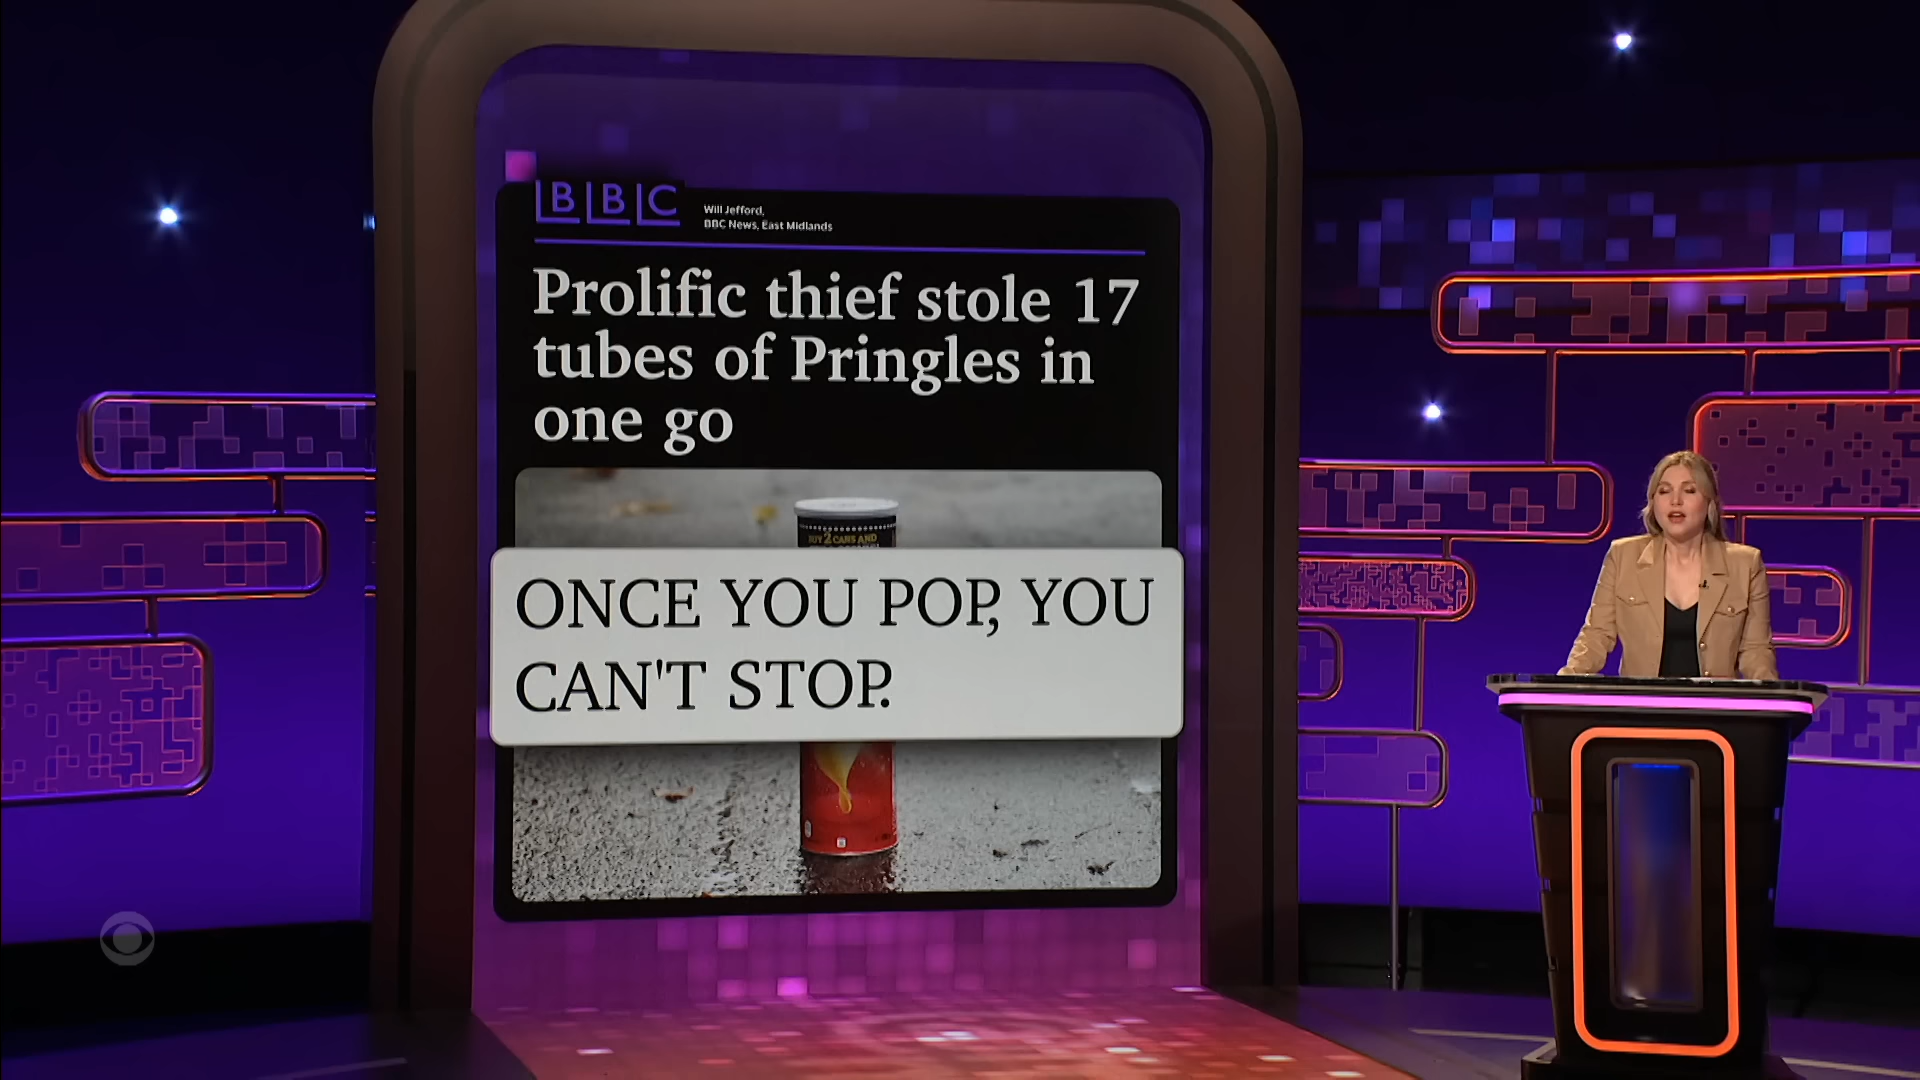 BBC
Will Jefford,
BBC News, East Midlands
Prolific thief stole 17
tubes of Pringles in
one go
BUY 2 CANS AND
ONCE YOU POP, YOU
CAN'T STOP.